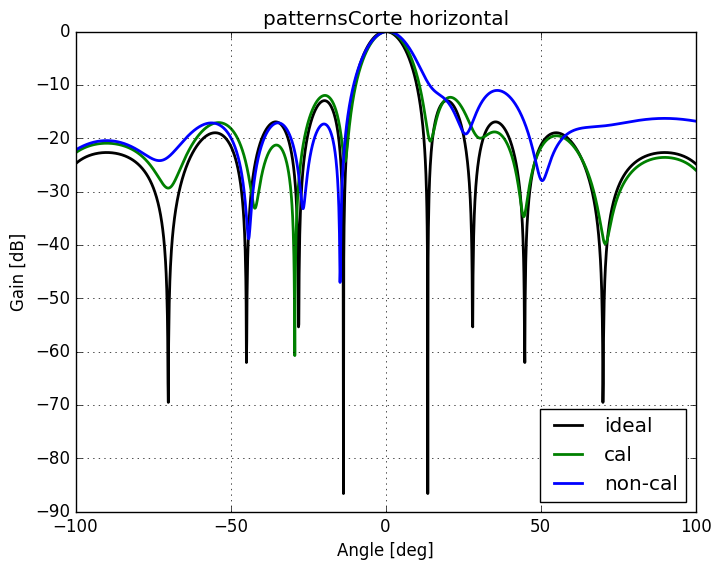 patternsCorte horizontal
0
−10
−20
−30
−40
−50
−60
−70
−80
−90
Gain [dB]
−100
−50
0
50
100
Angle [deg]
ideal
cal
non-cal